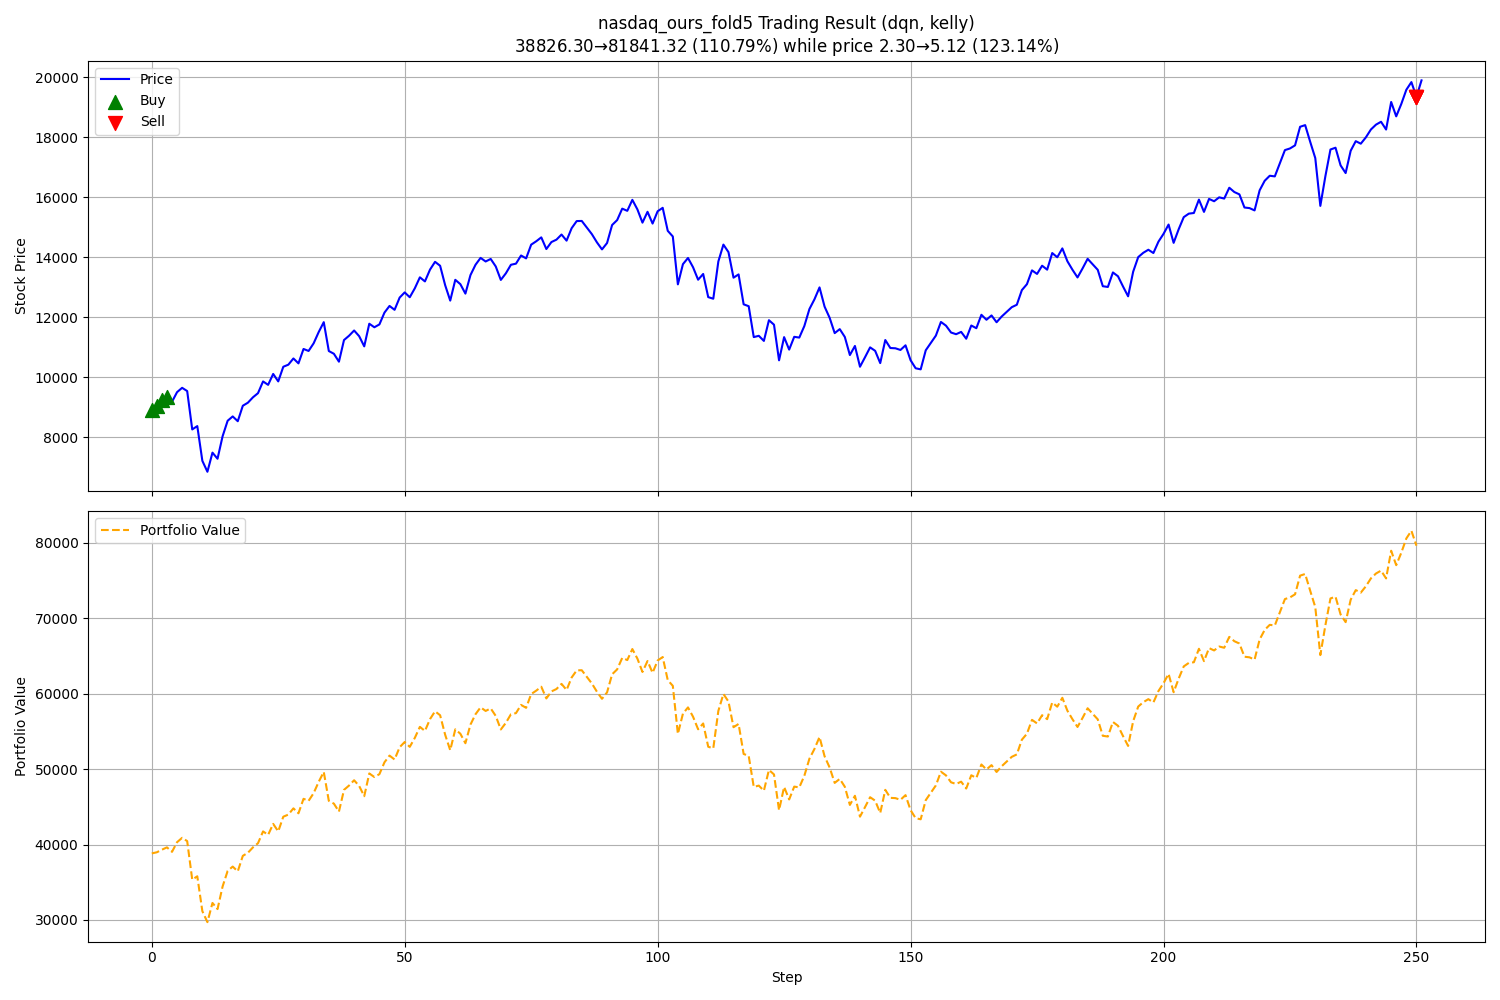 nasdaq_ours_fold5 Trading Result (dqn, kelly)
38826.30→81841.32 (110.79%) while price 2.30→5.12 (123.14%)
Price
Buy
Sell
20000
18000
16000
14000
12000
10000
8000
Stock Price
Portfolio Value
80000
70000
60000
50000
40000
30000
Portfolio Value
0
50
100
150
200
250
Step